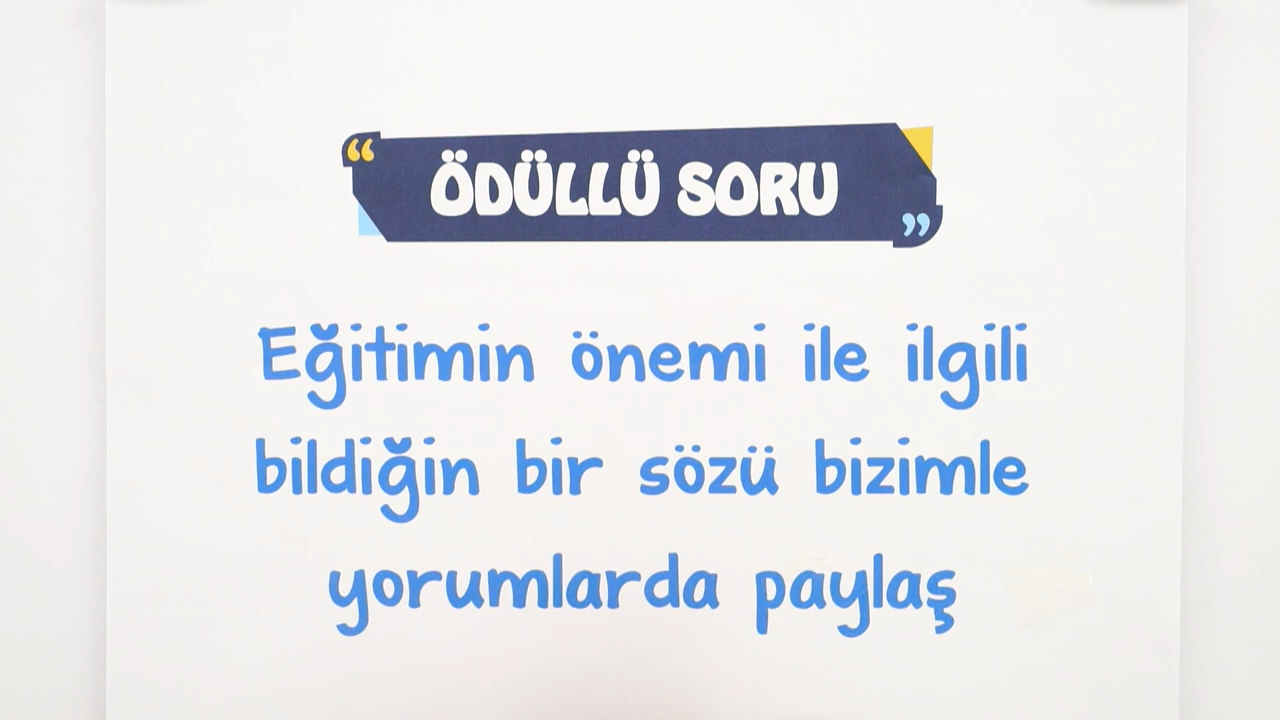 ÖDÜLLÜ SORU
Eğitimin önemi ile ilgili
bildiğin bir sözü bizimle
yorumlarda paylaş